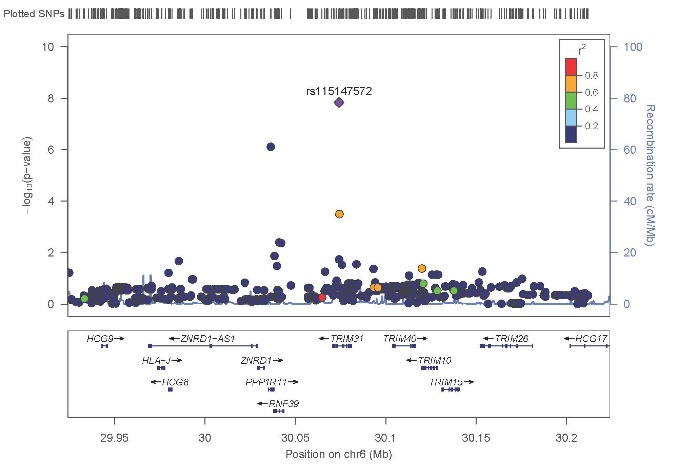 Plotted SNPs
rs115147572
r²
0.8
0.6
0.4
0.2
10
8
6
4
2
0
−log₁₀(p−value)
100
80
60
40
20
0
Recombination rate (cM/Mb)
HCG9→
←ZNRD1−AS1
←TRIM31
TRIM40→
←TRIM26
HCG17→
HLA−J→
ZNRD1→
←TRIM10
←HCG8
PPP1R11→
TRIM15→
←RNF39
29.95
30
30.05
30.1
30.15
30.2
Position on chr6 (Mb)